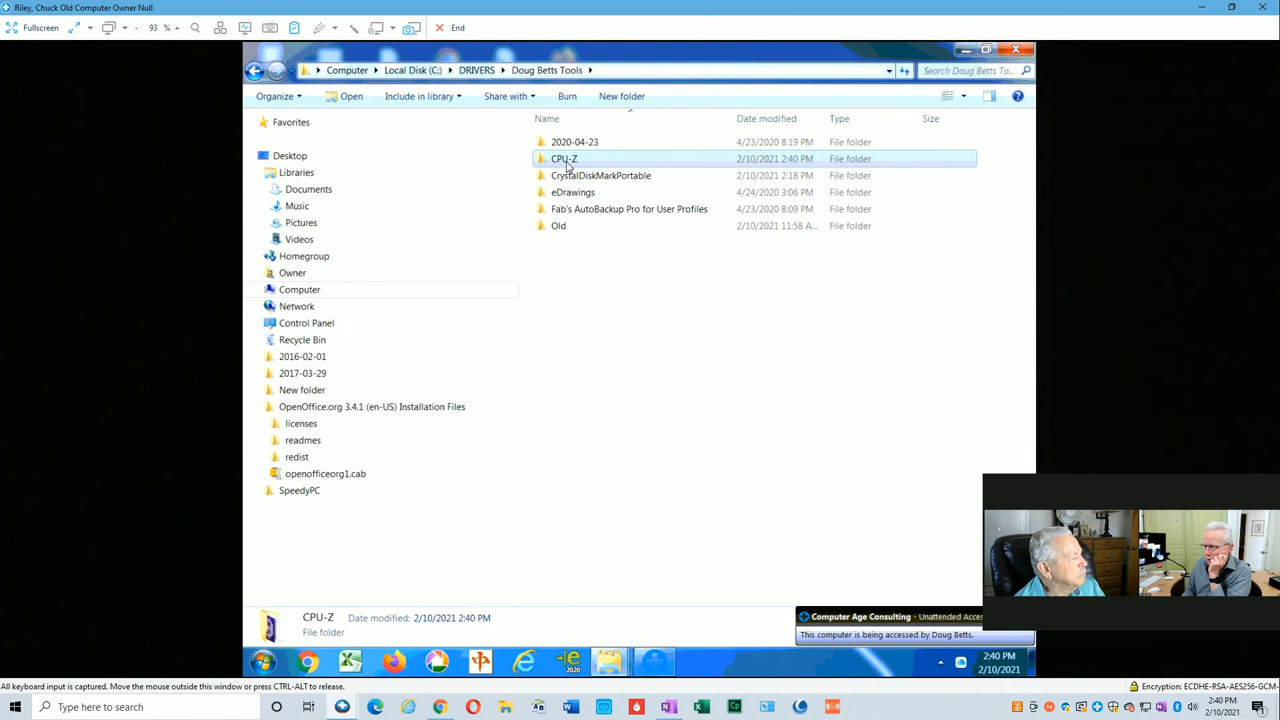 Riley, Chuck Old Computer Owner Null
Fullscreen - 93 % + End
Computer Local Disk (C:) DRIVERS Doug Betts Tools Search Doug Betts Tools
Organize Open Include in library Share with Burn New folder
Name Date modified Type Size
Favorites
Desktop
Libraries
Documents
Music
Pictures
Videos
Homegroup
Owner
Computer
Network
Control Panel
Recycle Bin
2016-02-01
2017-03-29
New folder
OpenOffice.org 3.4.1 (en-US) Installation Files
licenses
readmes
redist
openofficeorg1.cab
SpeedyPC
2020-04-23 4/23/2020 8:19 PM File folder
CPU-Z 2/10/2021 2:40 PM File folder
CrystalDiskMarkPortable 2/10/2021 2:18 PM File folder
eDrawings 4/24/2020 3:06 PM File folder
Fab's AutoBackup Pro for User Profiles 4/23/2020 8:09 PM File folder
Old 2/10/2021 11:58 A... File folder
CPU-Z Date modified: 2/10/2021 2:40 PM
File folder
Computer Age Consulting - Unattended Acces
This computer is being accessed by Doug Betts.
2020
2:40 PM
2/10/2021
All keyboard input is captured. Move the mouse outside this window or press CTRL-ALT to release.
Encryption: ECDHE-RSA-AES256-GCM-
Type here to search
2:40 PM
2/10/2021